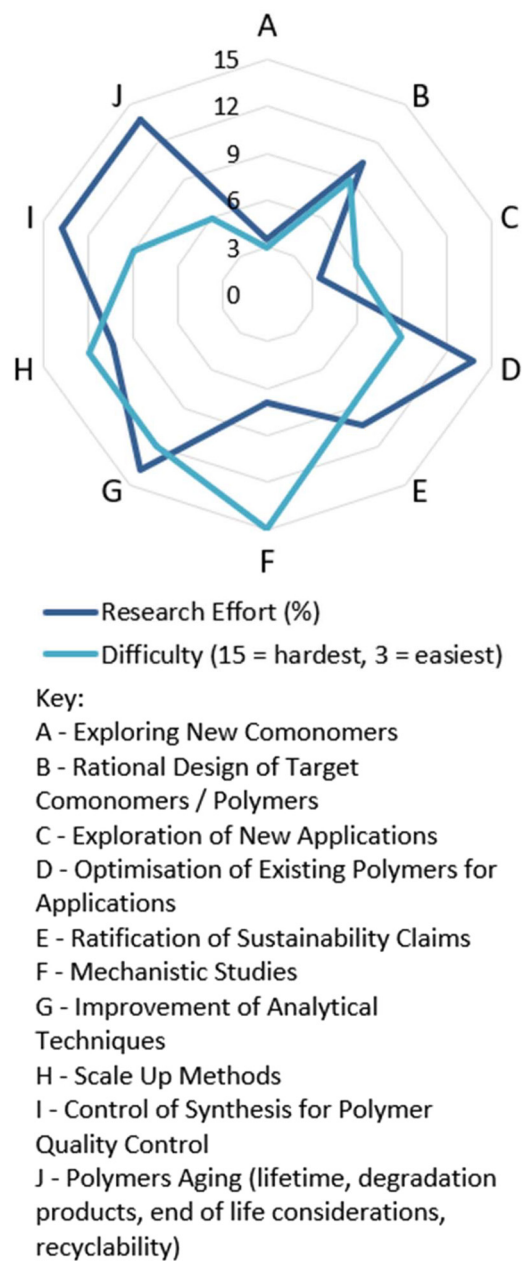 A
15
J
B
12
9
6
I
C
3
0
H
D
G
E
F
Research Effort (%)
Difficulty (15 = hardest, 3 = easiest)
Key:
A - Exploring New Comonomers
B - Rational Design of Target
Comonomers / Polymers
C - Exploration of New Applications
D - Optimisation of Existing Polymers for
Applications
E - Ratification of Sustainability Claims
F - Mechanistic Studies
G - Improvement of Analytical
Techniques
H - Scale Up Methods
I - Control of Synthesis for Polymer
Quality Control
J - Polymers Aging (lifetime, degradation
products, end of life considerations,
recyclability)